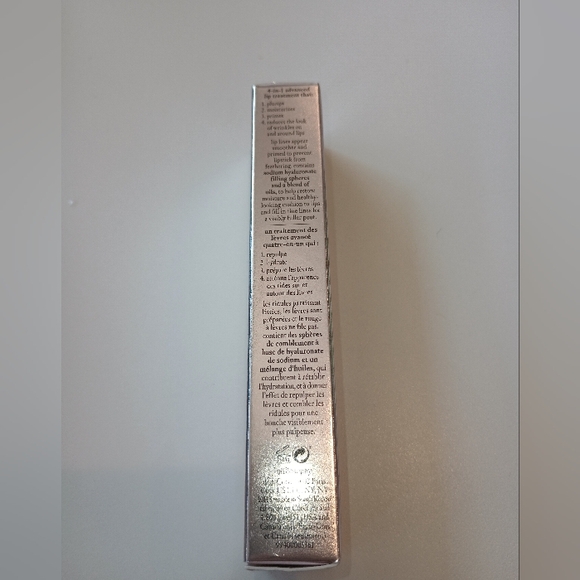 4-in-1 advanced
lip treatment that:
1. plumps
2. moisturizes
3. primes
4. reduces the look
of wrinkles on
and around lips
lip lines appear
smoother and
primed to prevent
lipstick from
feathering. contains
sodium hyaluronate
filling spheres
and a blend of
oils, to help restore
moisture and healthy-
looking cushion to lips
and fill in fine lines for
a visibly fuller pout.
un traitement des
lèvres avancé
quatre-en-un qui :
1. repulpe
2. hydrate
3. prépare les lèvres
4. atténue l'apparence
des rides sur et
autour des lèvres
les ridules paraissent
lissées, les lèvres sont
préparées et le rouge
à lèvres ne file pas.
contient des sphères
de comblement à
base de hyaluronate
de sodium et un
mélange d'huiles, qui
contribuent à rétablir
l'hydratation, et à donner
l'effet de repulper les
lèvres et combler les
ridules pour une
bouche visiblement
plus pulpeuse.